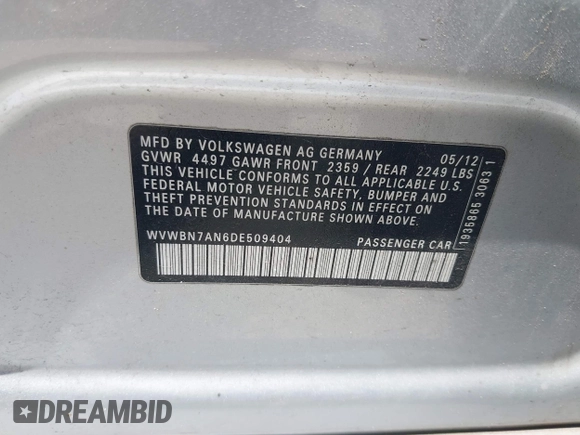 MFD BY VOLKSWAGEN AG GERMANY 05/12
GVWR 4497 GAWR FRONT 2359 / REAR 2249 LBS
THIS VEHICLE CONFORMS TO ALL APPLICABLE U.S.
FEDERAL MOTOR VEHICLE SAFETY, BUMPER AND
THEFT PREVENTION STANDARDS IN EFFECT ON THE
DATE OF MANUFACTURE SHOWN ABOVE.
WVWBN7AN6DE509404 PASSENGER CAR
1935865 3063 1
DREAMBID